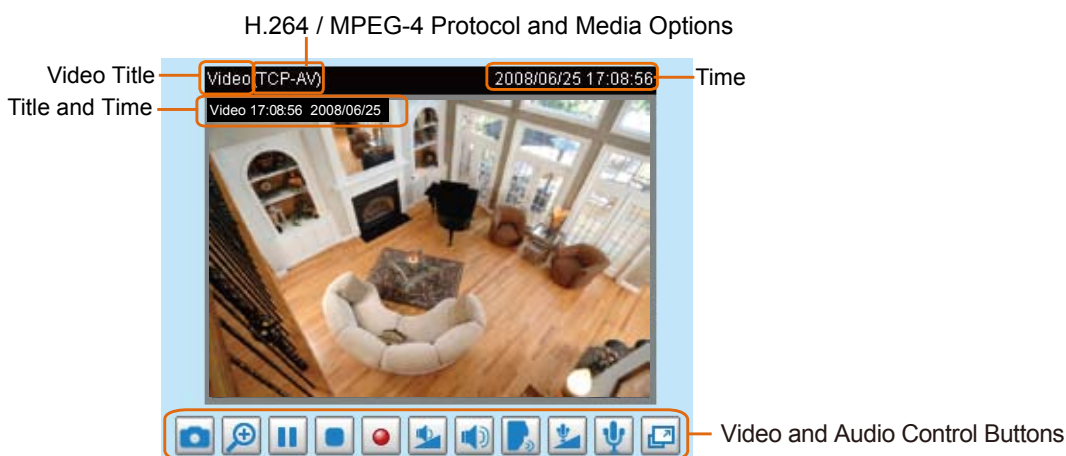 H.264 / MPEG-4 Protocol and Media Options
Video Title
Video (TCP-AV)
2008/06/25 17:08:56
Time
Title and Time
Video 17:08:56 2008/06/25
Video and Audio Control Buttons